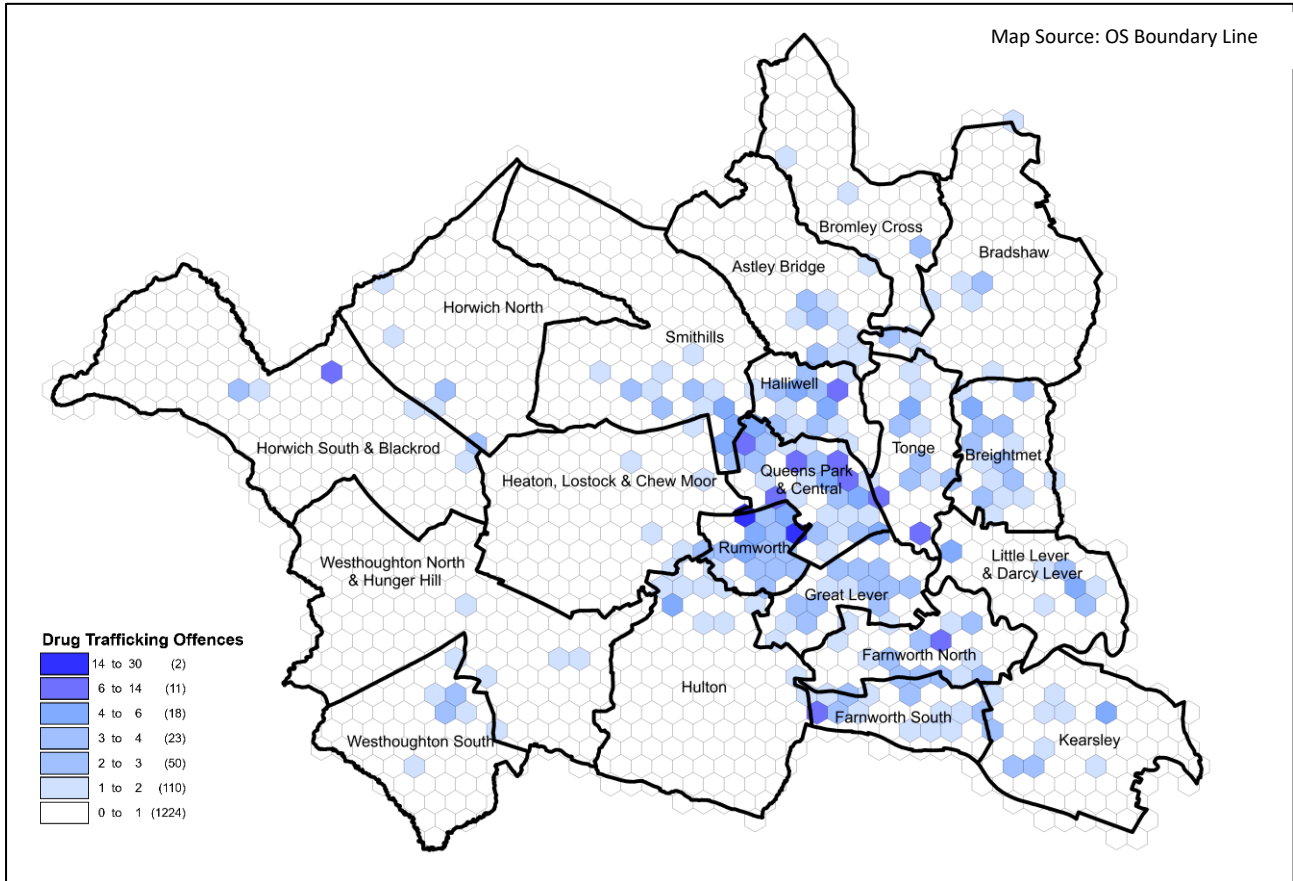 Map Source: OS Boundary Line
Bromley Cross
Bradshaw
Astley Bridge
Horwich North
Smithills
Halliwell
Horwich South & Blackrod
Tonge
Breightmet
Queens Park
& Central
Heaton, Lostock & Chew Moor
Rumworth
Westhoughton North
& Hunger Hill
Little Lever
& Darcy Lever
Great Lever
Farnworth North
Hulton
Farnworth South
Westhoughton South
Kearsley
Drug Trafficking Offences
14 to 30 (2)
6 to 14 (11)
4 to 6 (18)
3 to 4 (23)
2 to 3 (50)
1 to 2 (110)
0 to 1 (1224)